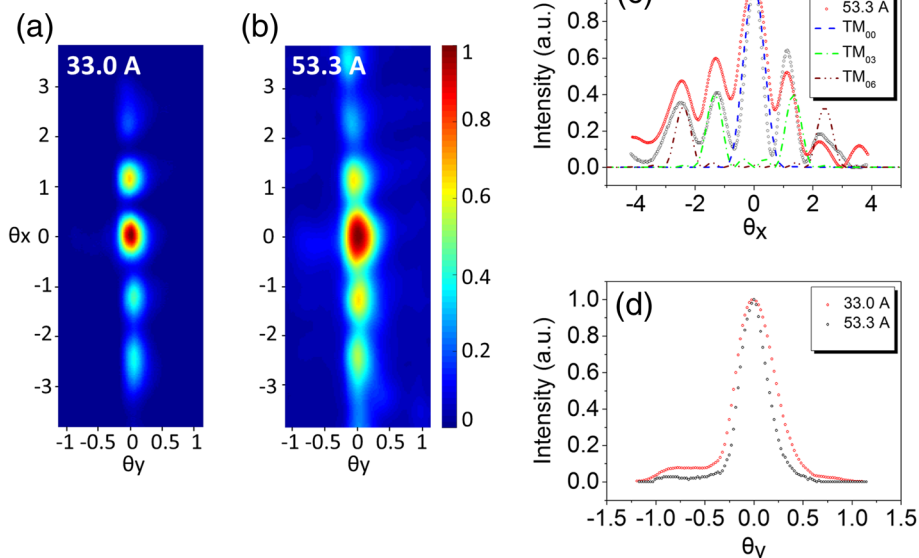 (a)
33.0 A
3
2
1
θx 0
-1
-2
-3
-1 -0.5 0 0.5 1
θy
(b)
53.3 A
3
2
1
0
-1
-2
-3
-1 -0.5 0 0.5 1
θy
1
0.8
0.6
0.4
0.2
0
Intensity (a.u.)
0.8
0.6
0.4
0.2
0.0
53.3 A
TM00
TM03
TM06
-4 -2 0 2 4
θx
(d)
Intensity (a.u.)
1.0
0.8
0.6
0.4
0.2
0.0
33.0 A
53.3 A
-1.5 -1.0 -0.5 0.0 0.5 1.0 1.5
θy